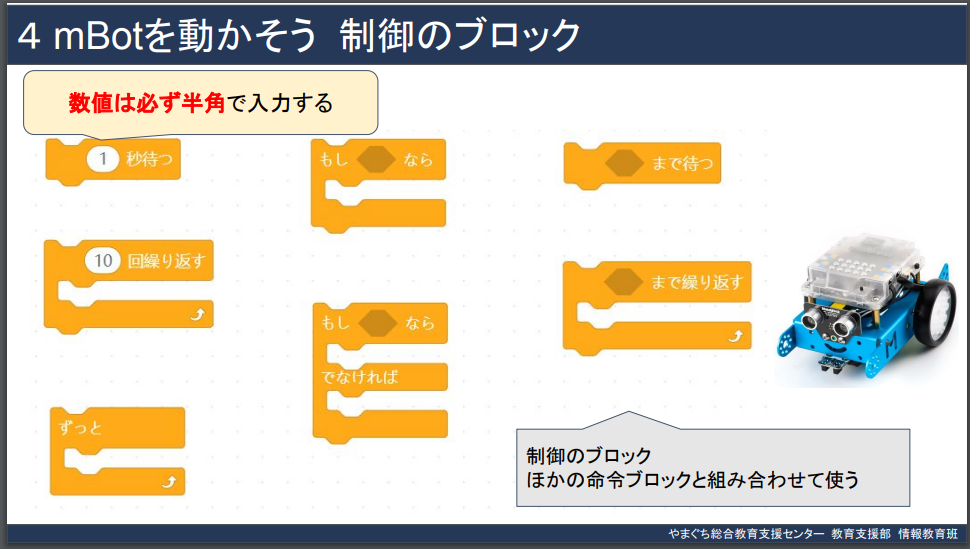 4 mBotを動かそう 制御のブロック
数値は必ず半角で入力する
1 秒待つ
10 回繰り返す
ずっと
もし なら
もし なら
でなければ
まで待つ
まで繰り返す
制御のブロック
ほかの命令ブロックと組み合わせて使う
やまぐち総合教育支援センター 教育支援部 情報教育班